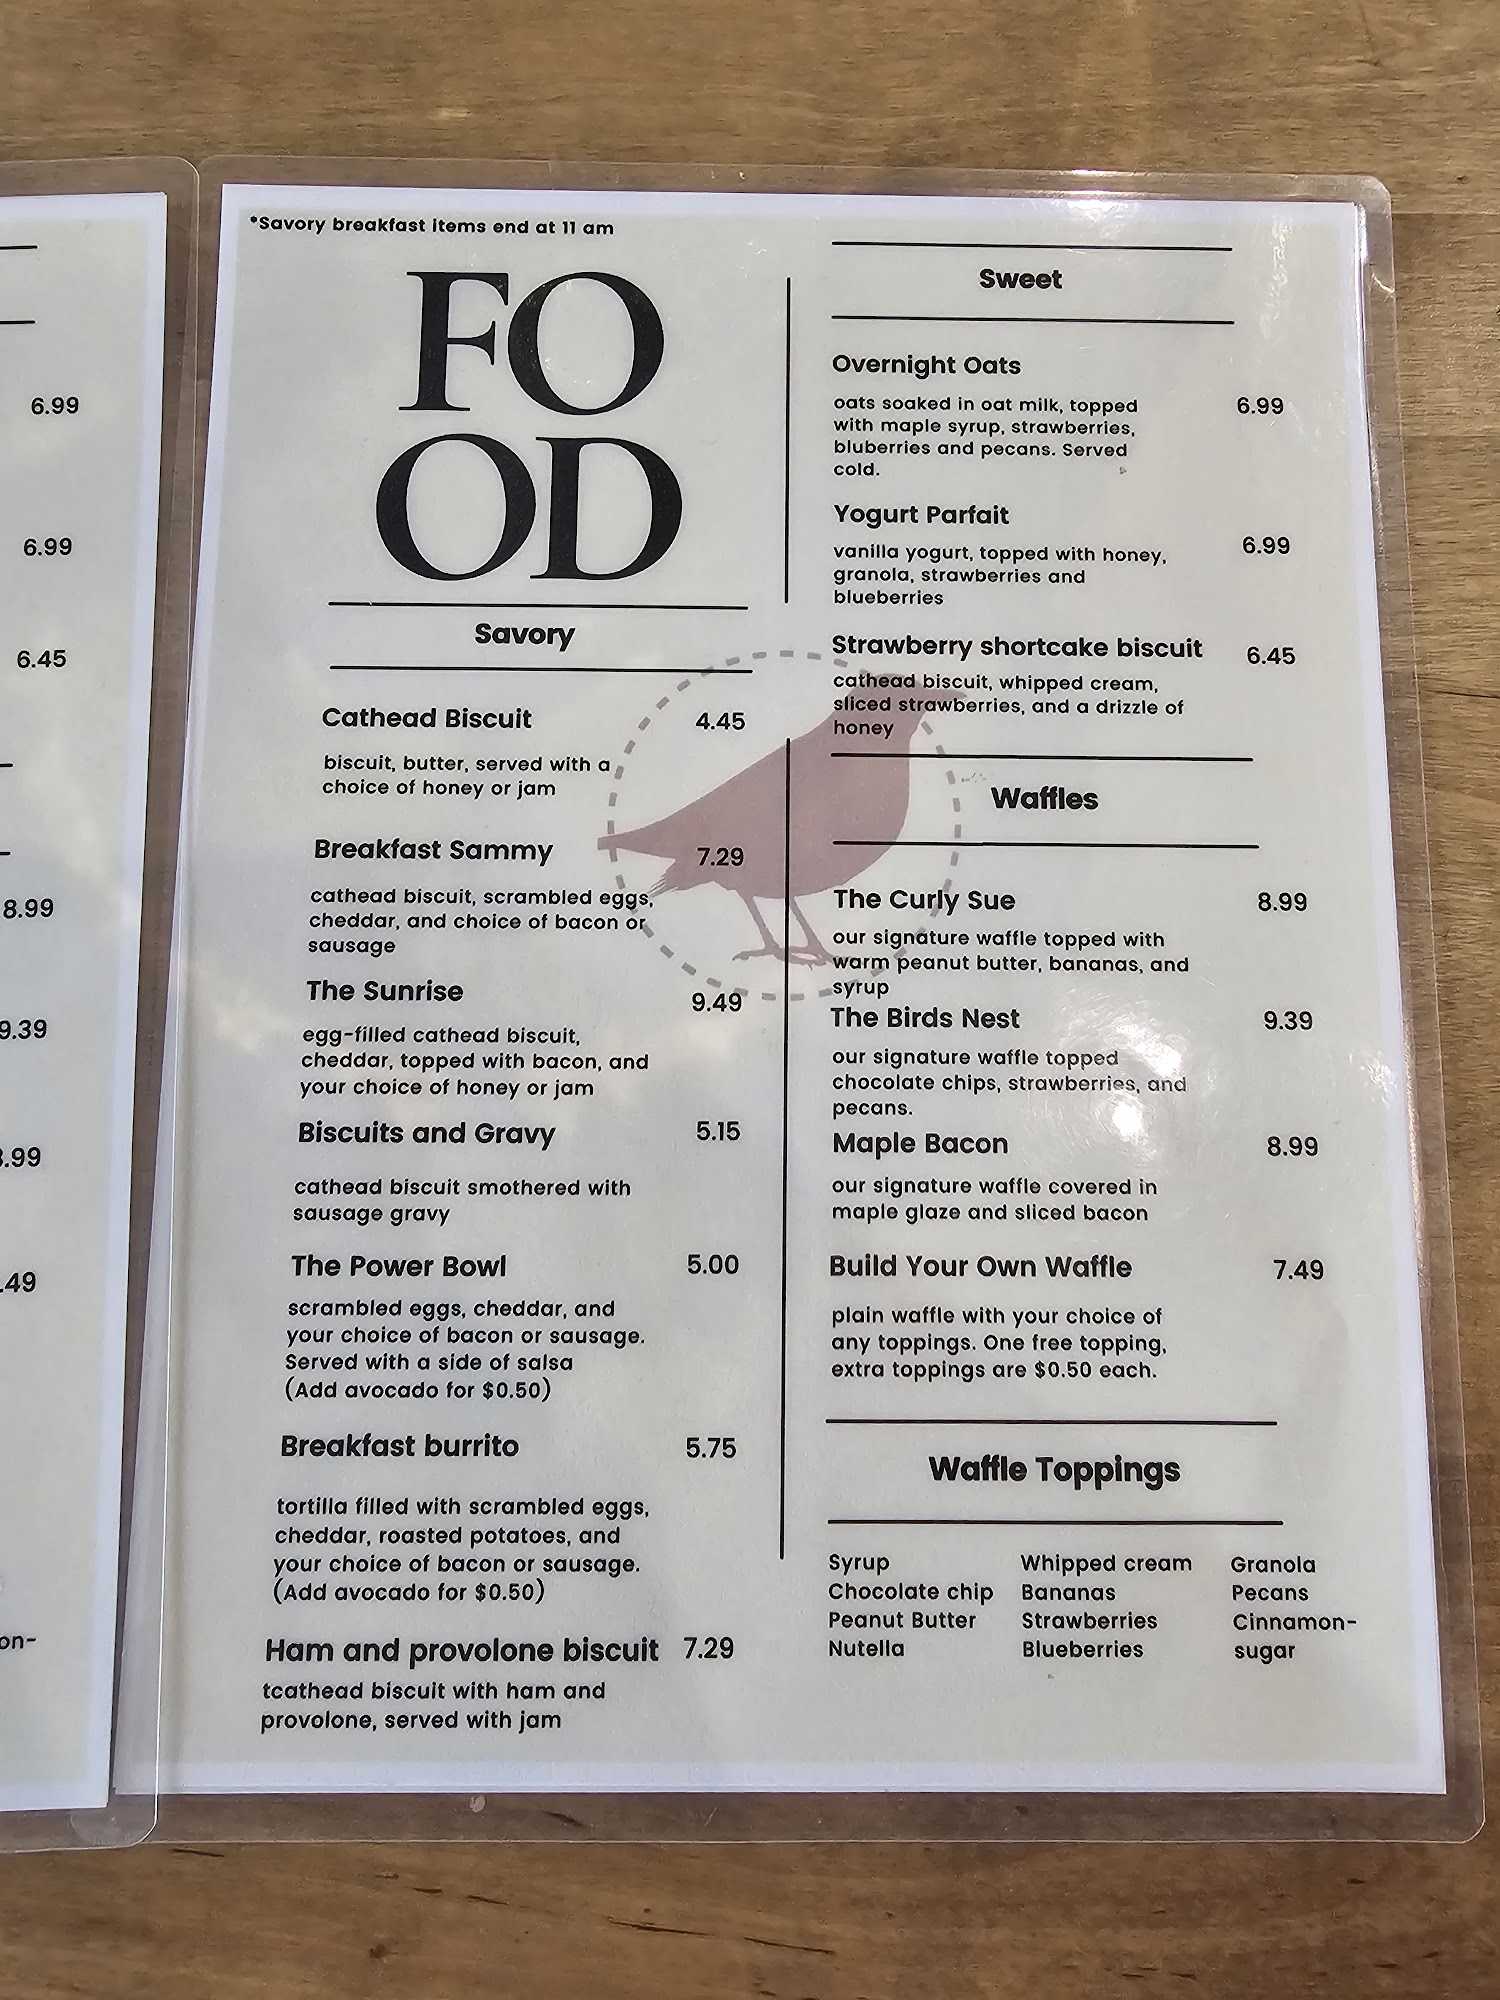 6.99
6.99
6.45
8.99
9.39
.99
.49
on-
*Savory breakfast items end at 11 am
FO
OD
Savory
Cathead Biscuit 4.45
biscuit, butter, served with a
choice of honey or jam
Breakfast Sammy 7.29
cathead biscuit, scrambled eggs,
cheddar, and choice of bacon or
sausage
The Sunrise 9.49
egg-filled cathead biscuit,
cheddar, topped with bacon, and
your choice of honey or jam
Biscuits and Gravy 5.15
cathead biscuit smothered with
sausage gravy
The Power Bowl 5.00
scrambled eggs, cheddar, and
your choice of bacon or sausage.
Served with a side of salsa
(Add avocado for $0.50)
Breakfast burrito 5.75
tortilla filled with scrambled eggs,
cheddar, roasted potatoes, and
your choice of bacon or sausage.
(Add avocado for $0.50)
Ham and provolone biscuit 7.29
tcathead biscuit with ham and
provolone, served with jam
Sweet
Overnight Oats
oats soaked in oat milk, topped 6.99
with maple syrup, strawberries,
bluberries and pecans. Served
cold.
Yogurt Parfait
vanilla yogurt, topped with honey, 6.99
granola, strawberries and
blueberries
Strawberry shortcake biscuit 6.45
cathead biscuit, whipped cream,
sliced strawberries, and a drizzle of
honey
Waffles
The Curly Sue 8.99
our signature waffle topped with
warm peanut butter, bananas, and
syrup
The Birds Nest 9.39
our signature waffle topped
chocolate chips, strawberries, and
pecans.
Maple Bacon 8.99
our signature waffle covered in
maple glaze and sliced bacon
Build Your Own Waffle 7.49
plain waffle with your choice of
any toppings. One free topping,
extra toppings are $0.50 each.
Waffle Toppings
Syrup Whipped cream Granola
Chocolate chip Bananas Pecans
Peanut Butter Strawberries Cinnamon-
Nutella Blueberries sugar